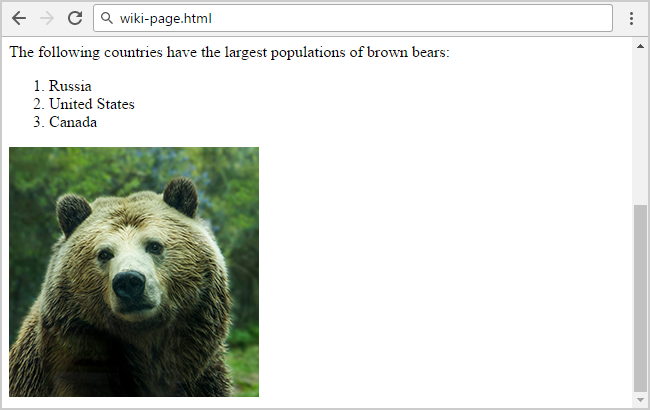 wiki-page.html
The following countries have the largest populations of brown bears:
1. Russia
2. United States
3. Canada